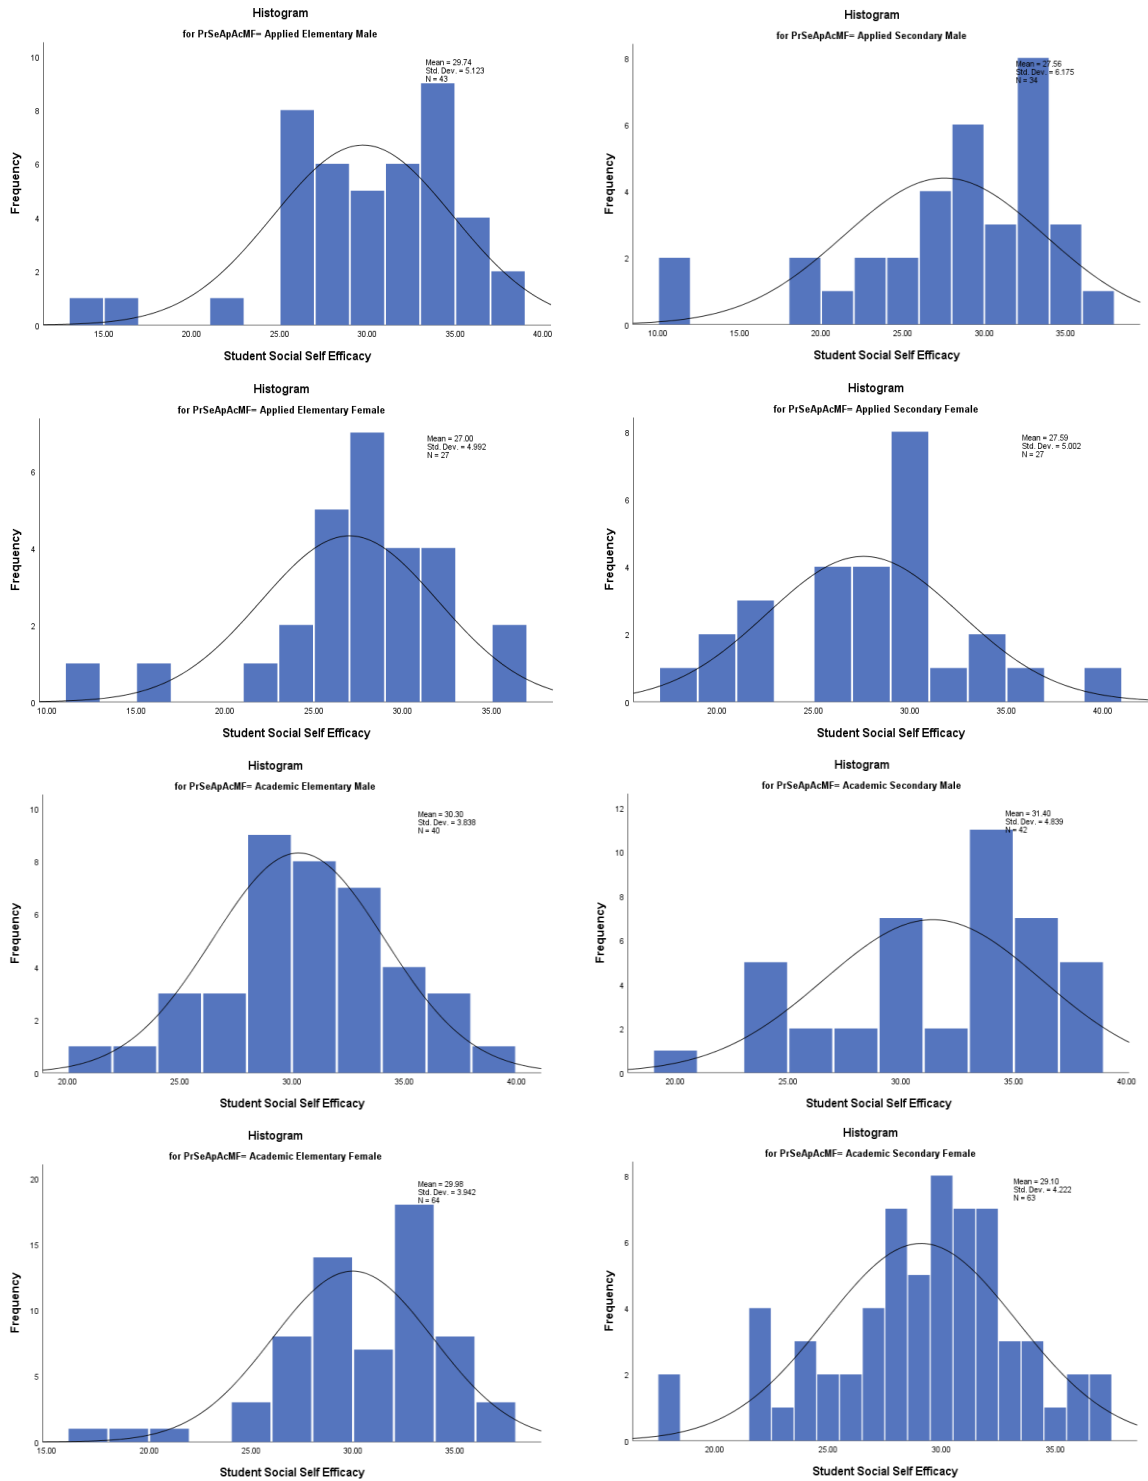 Histogram
for PrSeApAcMF= Applied Elementary Male
Mean = 29.74
Std. Dev. = 5.123
N = 43
10
8
6
4
2
0
Frequency
15.00 20.00 25.00 30.00 35.00 40.00
Student Social Self Efficacy
Histogram
for PrSeApAcMF= Applied Secondary Male
Mean = 27.56
Std. Dev. = 6.175
N = 34
8
6
4
2
0
Frequency
10.00 15.00 20.00 25.00 30.00 35.00
Student Social Self Efficacy
Histogram
for PrSeApAcMF= Applied Elementary Female
Mean = 27.00
Std. Dev. = 4.992
N = 27
6
4
2
0
Frequency
10.00 15.00 20.00 25.00 30.00 35.00
Student Social Self Efficacy
Histogram
for PrSeApAcMF= Applied Secondary Female
Mean = 27.59
Std. Dev. = 5.002
N = 27
8
6
4
2
0
Frequency
20.00 25.00 30.00 35.00 40.00
Student Social Self Efficacy
Histogram
for PrSeApAcMF= Academic Elementary Male
Mean = 30.30
Std. Dev. = 3.838
N = 40
10
8
6
4
2
0
Frequency
20.00 25.00 30.00 35.00 40.00
Student Social Self Efficacy
Histogram
for PrSeApAcMF= Academic Secondary Male
Mean = 31.40
Std. Dev. = 4.839
N = 42
12
10
8
6
4
2
0
Frequency
20.00 25.00 30.00 35.00 40.00
Student Social Self Efficacy
Histogram
for PrSeApAcMF= Academic Elementary Female
Mean = 29.98
Std. Dev. = 3.942
N = 64
20
15
10
5
0
Frequency
15.00 20.00 25.00 30.00 35.00
Student Social Self Efficacy
Histogram
for PrSeApAcMF= Academic Secondary Female
Mean = 29.10
Std. Dev. = 4.222
N = 63
8
6
4
2
0
Frequency
20.00 25.00 30.00 35.00
Student Social Self Efficacy